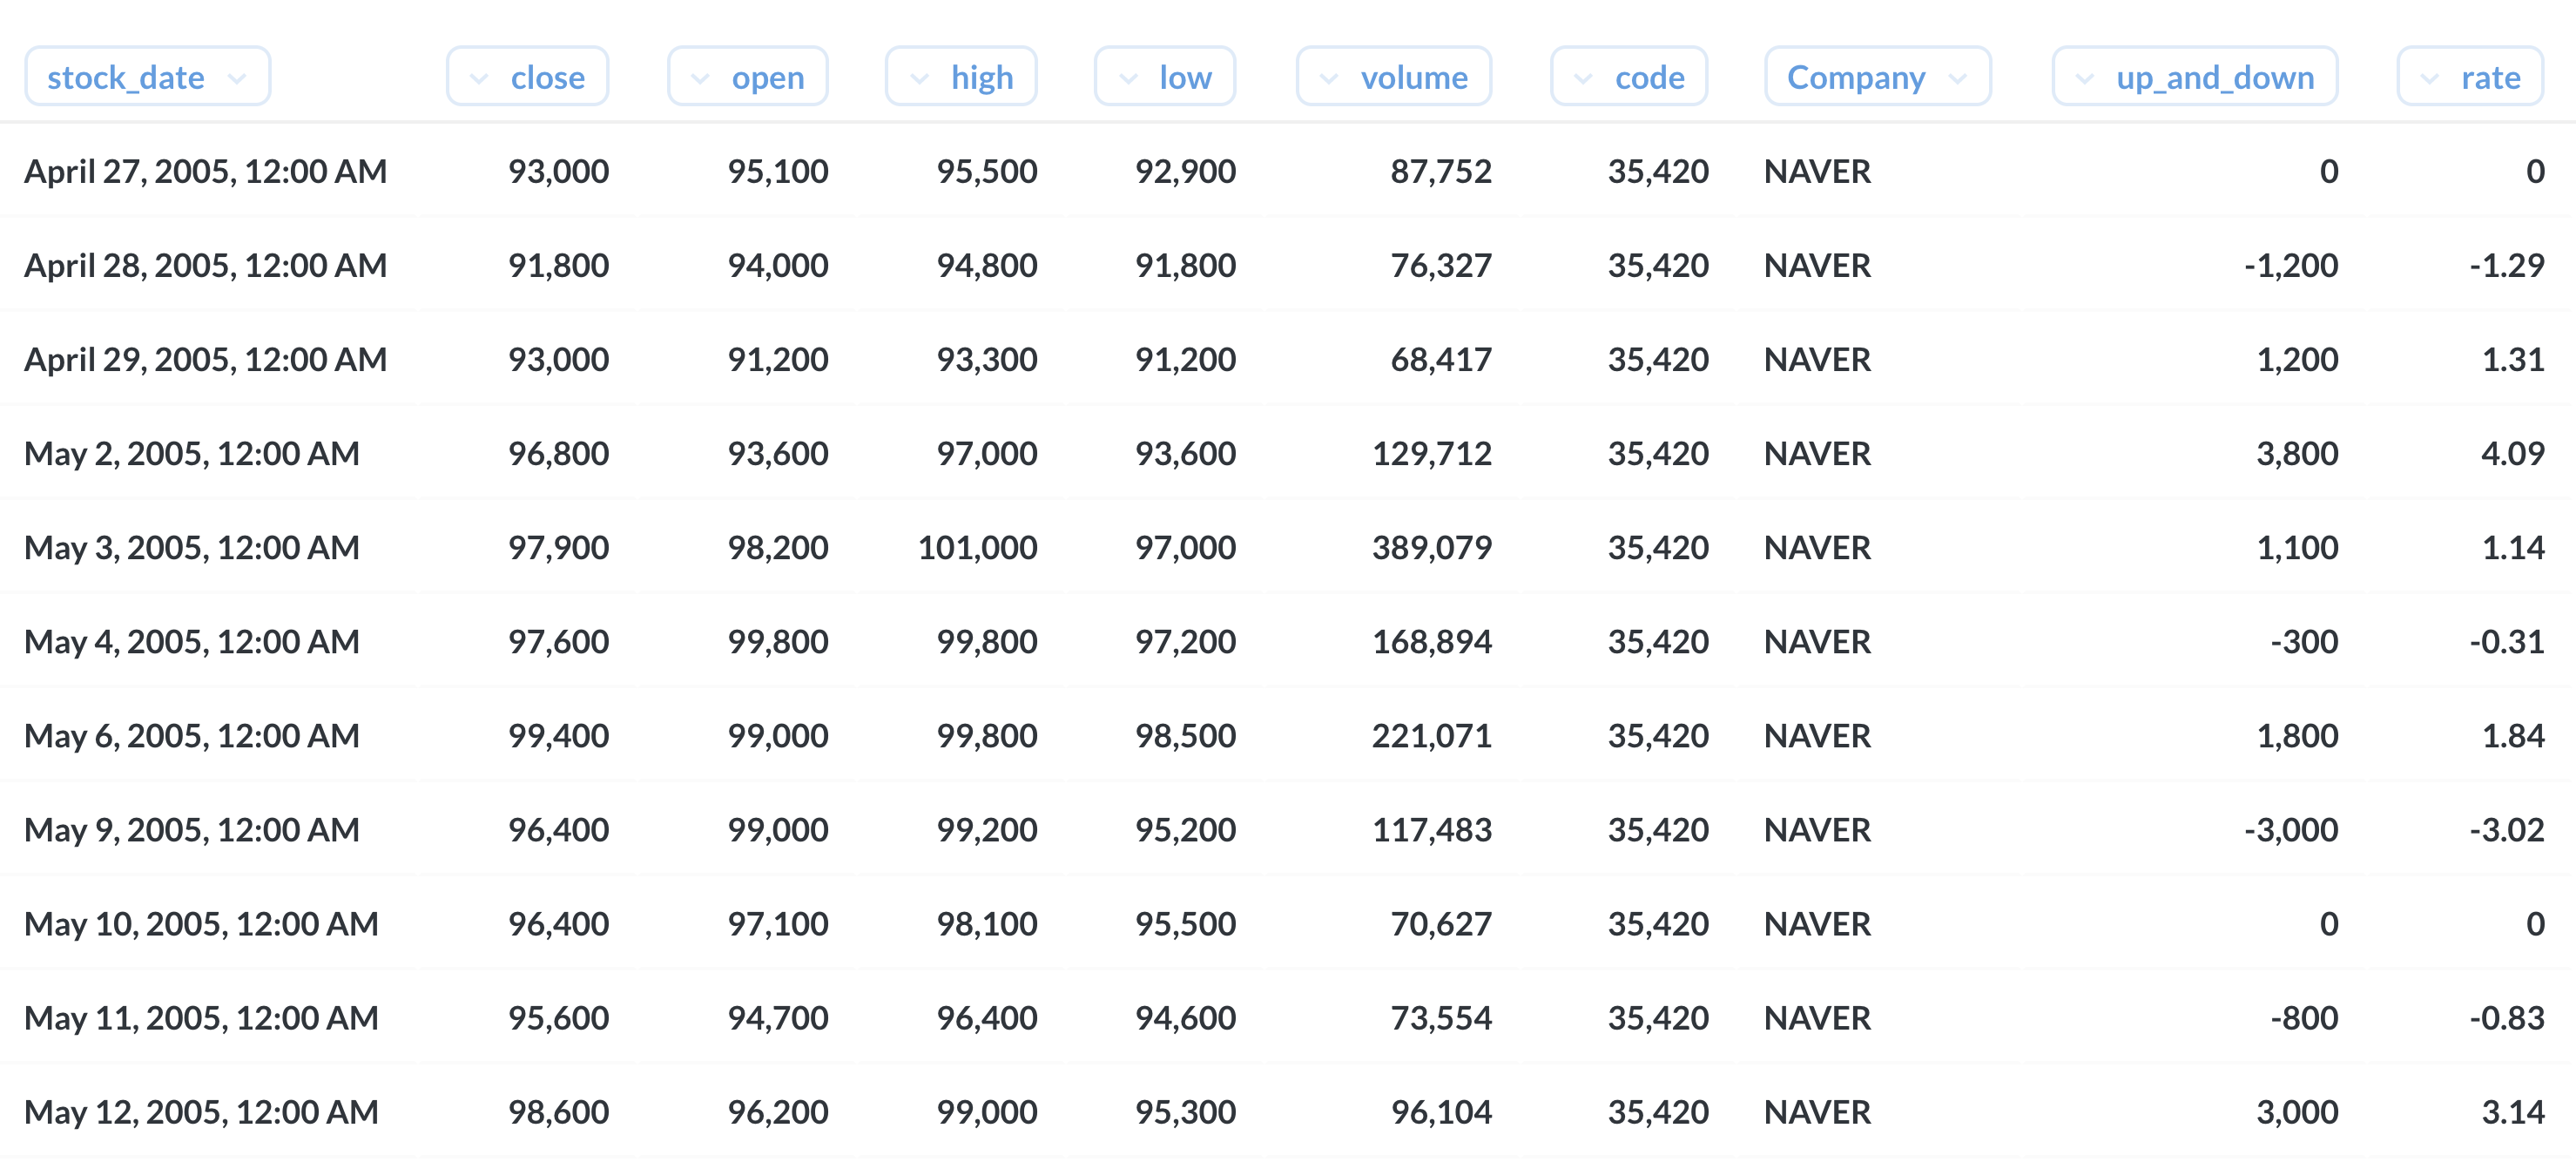 stock_date close open high low volume code Company up_and_down rate
April 27, 2005, 12:00 AM 93,000 95,100 95,500 92,900 87,752 35,420 NAVER 0 0
April 28, 2005, 12:00 AM 91,800 94,000 94,800 91,800 76,327 35,420 NAVER -1,200 -1.29
April 29, 2005, 12:00 AM 93,000 91,200 93,300 91,200 68,417 35,420 NAVER 1,200 1.31
May 2, 2005, 12:00 AM 96,800 93,600 97,000 93,600 129,712 35,420 NAVER 3,800 4.09
May 3, 2005, 12:00 AM 97,900 98,200 101,000 97,000 389,079 35,420 NAVER 1,100 1.14
May 4, 2005, 12:00 AM 97,600 99,800 99,800 97,200 168,894 35,420 NAVER -300 -0.31
May 6, 2005, 12:00 AM 99,400 99,000 99,800 98,500 221,071 35,420 NAVER 1,800 1.84
May 9, 2005, 12:00 AM 96,400 99,000 99,200 95,200 117,483 35,420 NAVER -3,000 -3.02
May 10, 2005, 12:00 AM 96,400 97,100 98,100 95,500 70,627 35,420 NAVER 0 0
May 11, 2005, 12:00 AM 95,600 94,700 96,400 94,600 73,554 35,420 NAVER -800 -0.83
May 12, 2005, 12:00 AM 98,600 96,200 99,000 95,300 96,104 35,420 NAVER 3,000 3.14